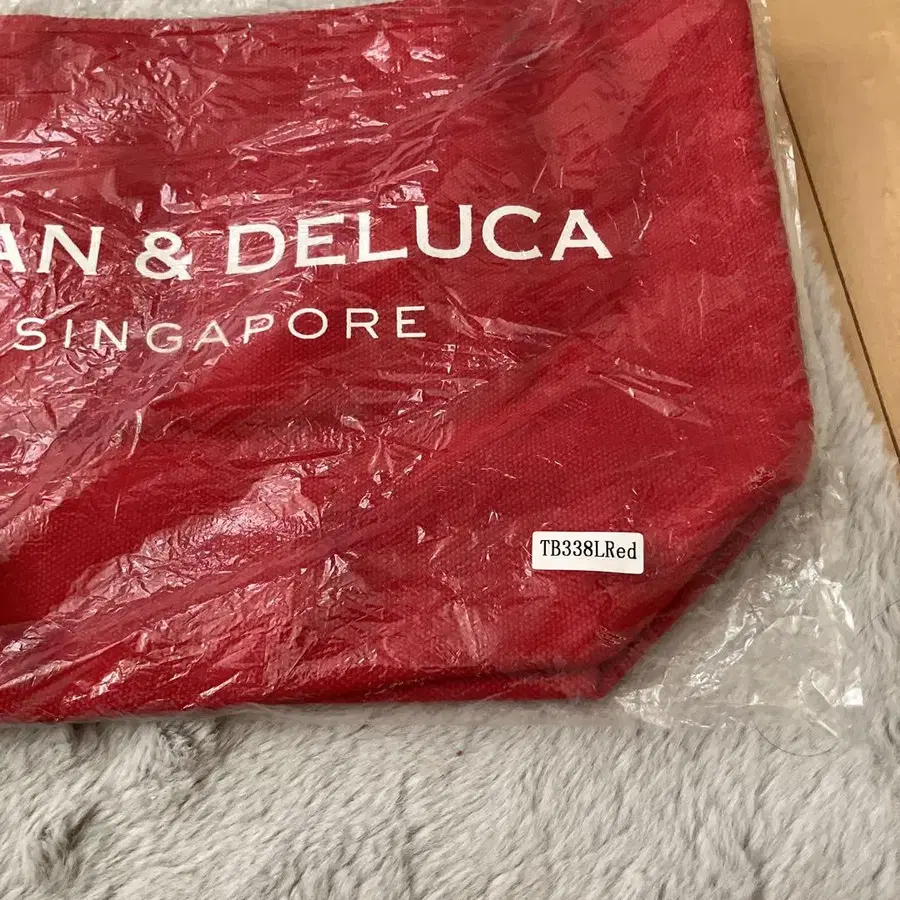 AN & DELUCA
SINGAPORE
TB338LRed